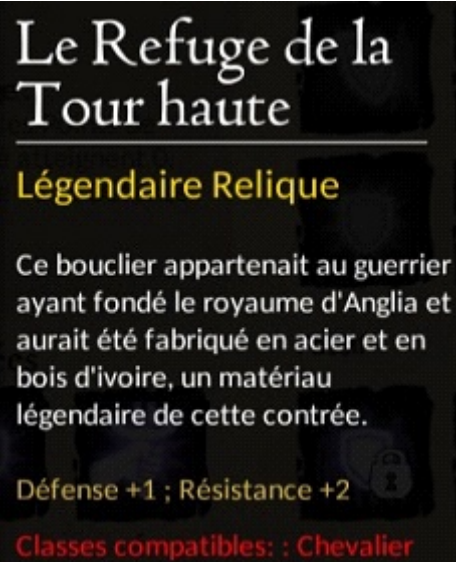 Le Refuge de la
Tour haute
Légendaire Relique
Ce bouclier appartenait au guerrier
ayant fondé le royaume d'Anglia et
aurait été fabriqué en acier et en
bois d'ivoire, un matériau
légendaire de cette contrée.
Défense +1 ; Résistance +2
Classes compatibles: : Chevalier